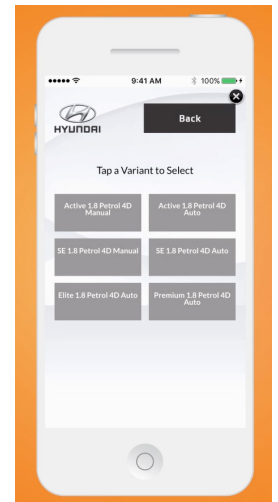 9:41 AM
100%
HYUNDAI
Back
Tap a Variant to Select
Active 1.8 Petrol 4D
Manual
Active 1.8 Petrol 4D
Auto
SE 1.8 Petrol 4D Manual
SE 1.8 Petrol 4D Auto
Elite 1.8 Petrol 4D Auto
Premium 1.8 Petrol 4D
Auto